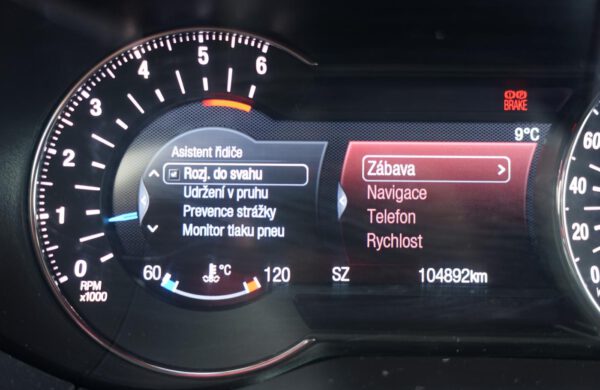 6
5
4
3
2
1
0
RPM
x1000
Asistent řidiče
Rozj. do svahu
Udržení v pruhu
Prevence strážky
Monitor tlaku pneu
60
°C
120
BRAKE
9°C
Zábava >
Navigace
Telefon
Rychlost
SZ
104892km
60
40
20
0